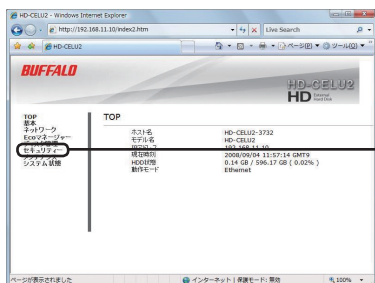 HD-CELU2 - Windows Internet Explorer
http://192.168.11.10/index2.htm
Live Search
HD-CELU2
ページ(P)
ツール(O)
BUFFALO
HD-CELU2
HD External Hard Disk
TOP
基本
ネットワーク
Ecoマネージャー
セキュリティー
システム状態
TOP
ホスト名 HD-CELU2-3732
モデル名 HD-CELU2
192.168.11.10
現在時刻 2008/09/04 11:57:14 GMT9
HDD状態 0.14 GB / 596.17 GB ( 0.02% )
動作モード Ethernet
ページが表示されました
インターネット | 保護モード: 無効
100%